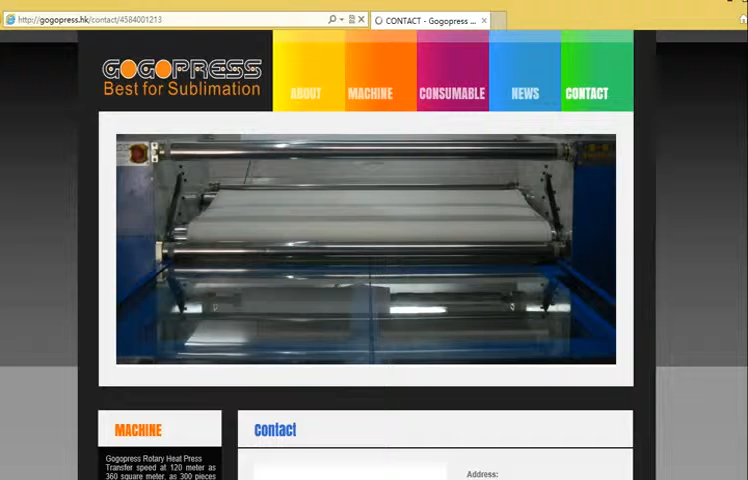 http://gogopress.hk/contact/4584001213
CONTACT - Gogopress ...
GOGOPRESS
Best for Sublimation
ABOUT
MACHINE
CONSUMABLE
NEWS
CONTACT
MACHINE
Gogopress Rotary Heat Press
Transfer speed at 120 meter as
360 square meter, as 300 pieces
Contact
Address: